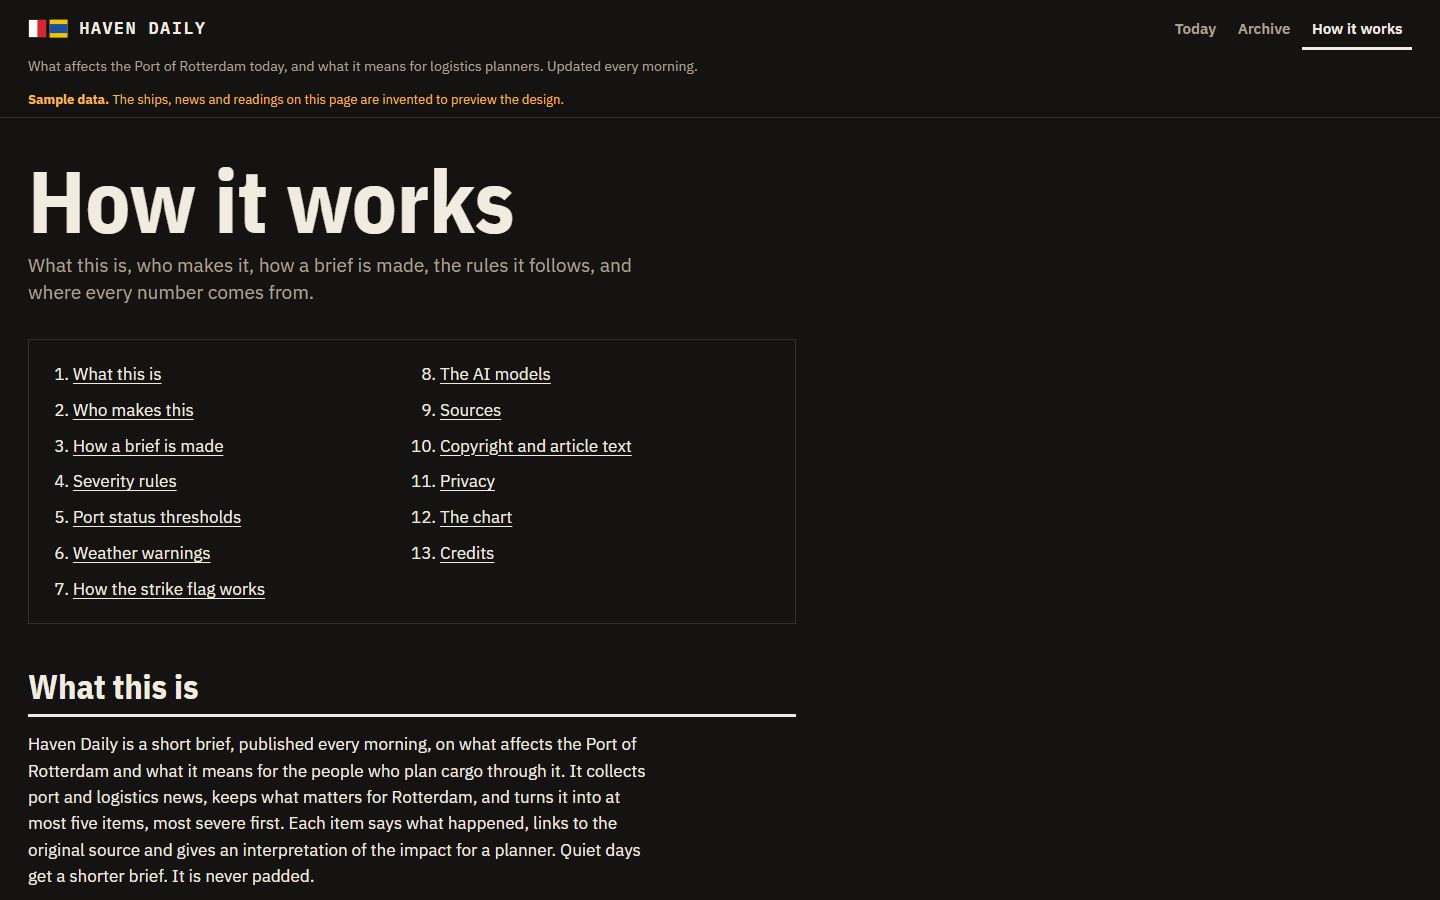 HAVEN DAILY
Today Archive How it works
What affects the Port of Rotterdam today, and what it means for logistics planners. Updated every morning.
Sample data. The ships, news and readings on this page are invented to preview the design.
How it works
What this is, who makes it, how a brief is made, the rules it follows, and
where every number comes from.
1. What this is
2. Who makes this
3. How a brief is made
4. Severity rules
5. Port status thresholds
6. Weather warnings
7. How the strike flag works
8. The AI models
9. Sources
10. Copyright and article text
11. Privacy
12. The chart
13. Credits
What this is
Haven Daily is a short brief, published every morning, on what affects the Port of
Rotterdam and what it means for the people who plan cargo through it. It collects
port and logistics news, keeps what matters for Rotterdam, and turns it into at
most five items, most severe first. Each item says what happened, links to the
original source and gives an interpretation of the impact for a planner. Quiet days
get a shorter brief. It is never padded.